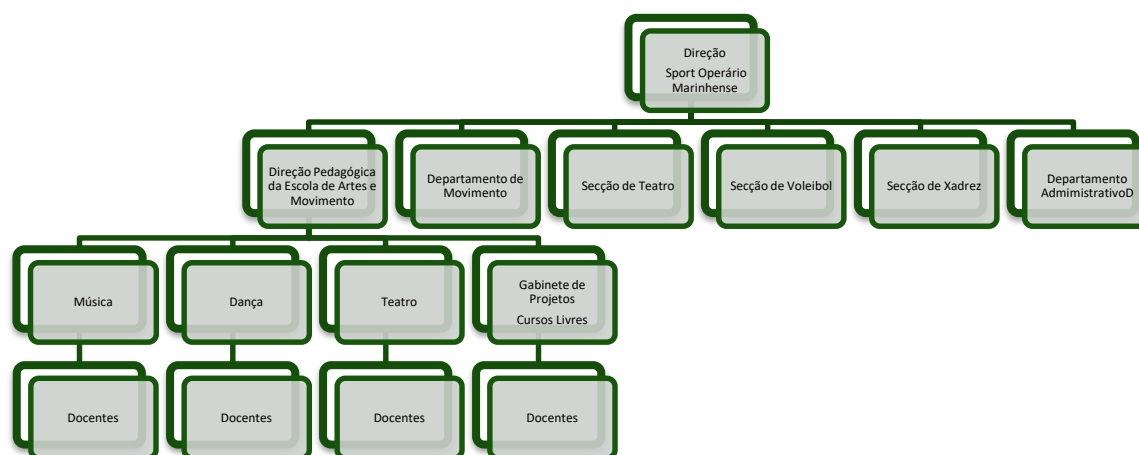 Direção
Sport Operário
Marinhense
Direção Pedagógica
da Escola de Artes e
Movimento
Departamento de
Movimento
Secção de Teatro
Secção de Voleibol
Secção de Xadrez
Departamento
AdmimistrativoD
Música
Dança
Teatro
Gabinete de
Projetos
Cursos Livres
Docentes
Docentes
Docentes
Docentes